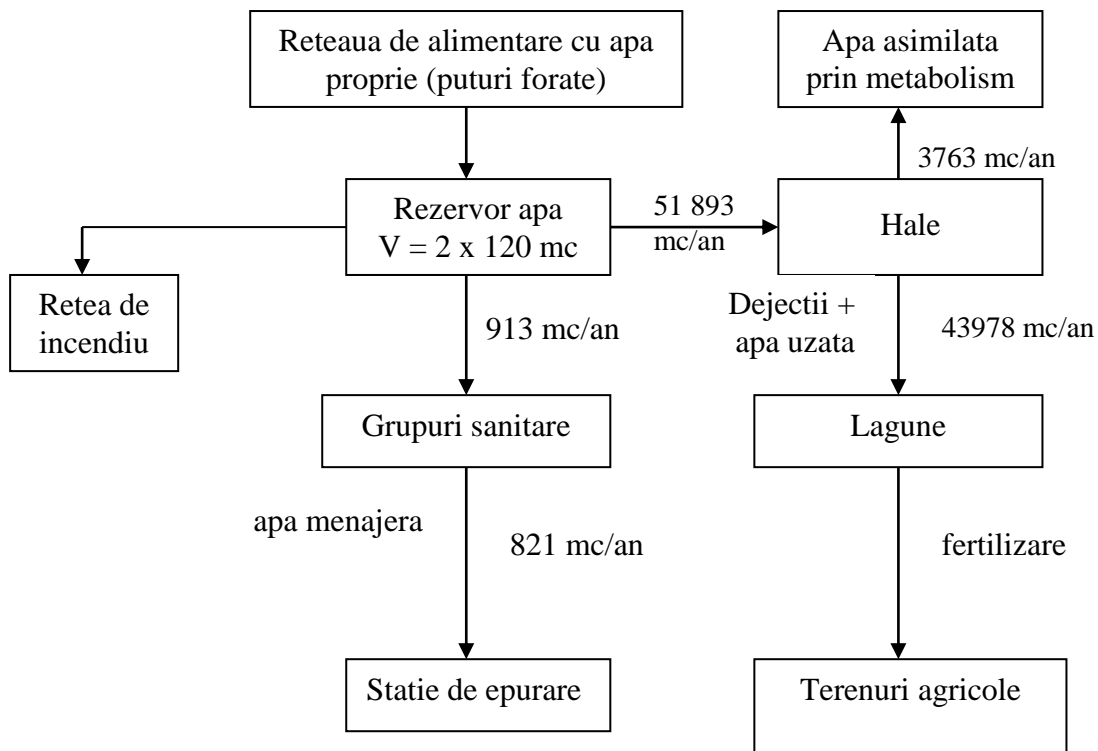 Reteaua de alimentare cu apa
proprie (puturi forate)
Apa asimilata
prin metabolism
3763 mc/an
Rezervor apa
V = 2 x 120 mc
51 893
mc/an
Hale
Retea de
incendiu
913 mc/an
Dejectii +
apa uzata
43978 mc/an
Grupuri sanitare
Lagune
apa menajera
821 mc/an
fertilizare
Statie de epurare
Terenuri agricole